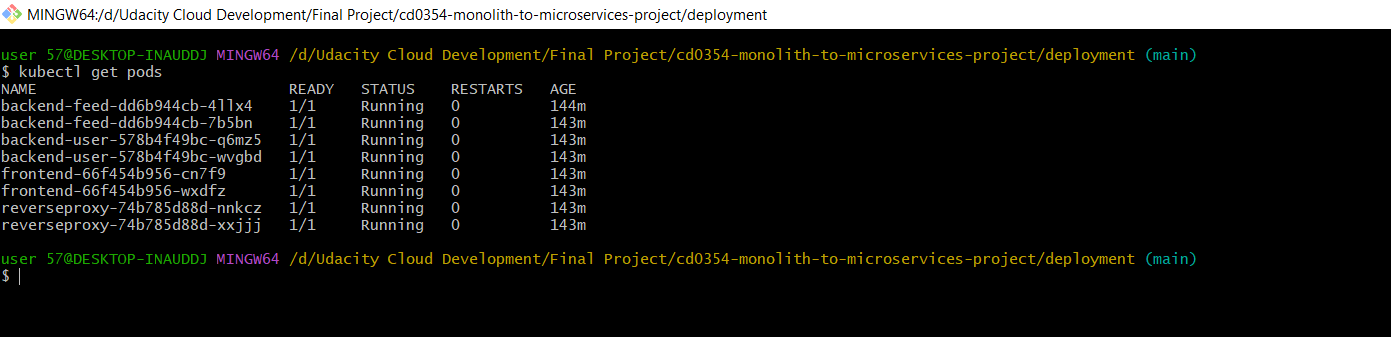 MINGW64:/d/Udacity Cloud Development/Final Project/cd0354-monolith-to-microservices-project/deployment
user 57@DESKTOP-INAUDDJ MINGW64 /d/Udacity Cloud Development/Final Project/cd0354-monolith-to-microservices-project/deployment (main)
$ kubectl get pods
NAME READY STATUS RESTARTS AGE
backend-feed-dd6b944cb-4llx4 1/1 Running 0 144m
backend-feed-dd6b944cb-7b5bn 1/1 Running 0 143m
backend-user-578b4f49bc-q6mz5 1/1 Running 0 143m
backend-user-578b4f49bc-wvgbd 1/1 Running 0 143m
frontend-66f454b956-cn7f9 1/1 Running 0 143m
frontend-66f454b956-wxdfz 1/1 Running 0 143m
reverseproxy-74b785d88d-nnkcz 1/1 Running 0 143m
reverseproxy-74b785d88d-xxjjj 1/1 Running 0 143m
user 57@DESKTOP-INAUDDJ MINGW64 /d/Udacity Cloud Development/Final Project/cd0354-monolith-to-microservices-project/deployment (main)
$